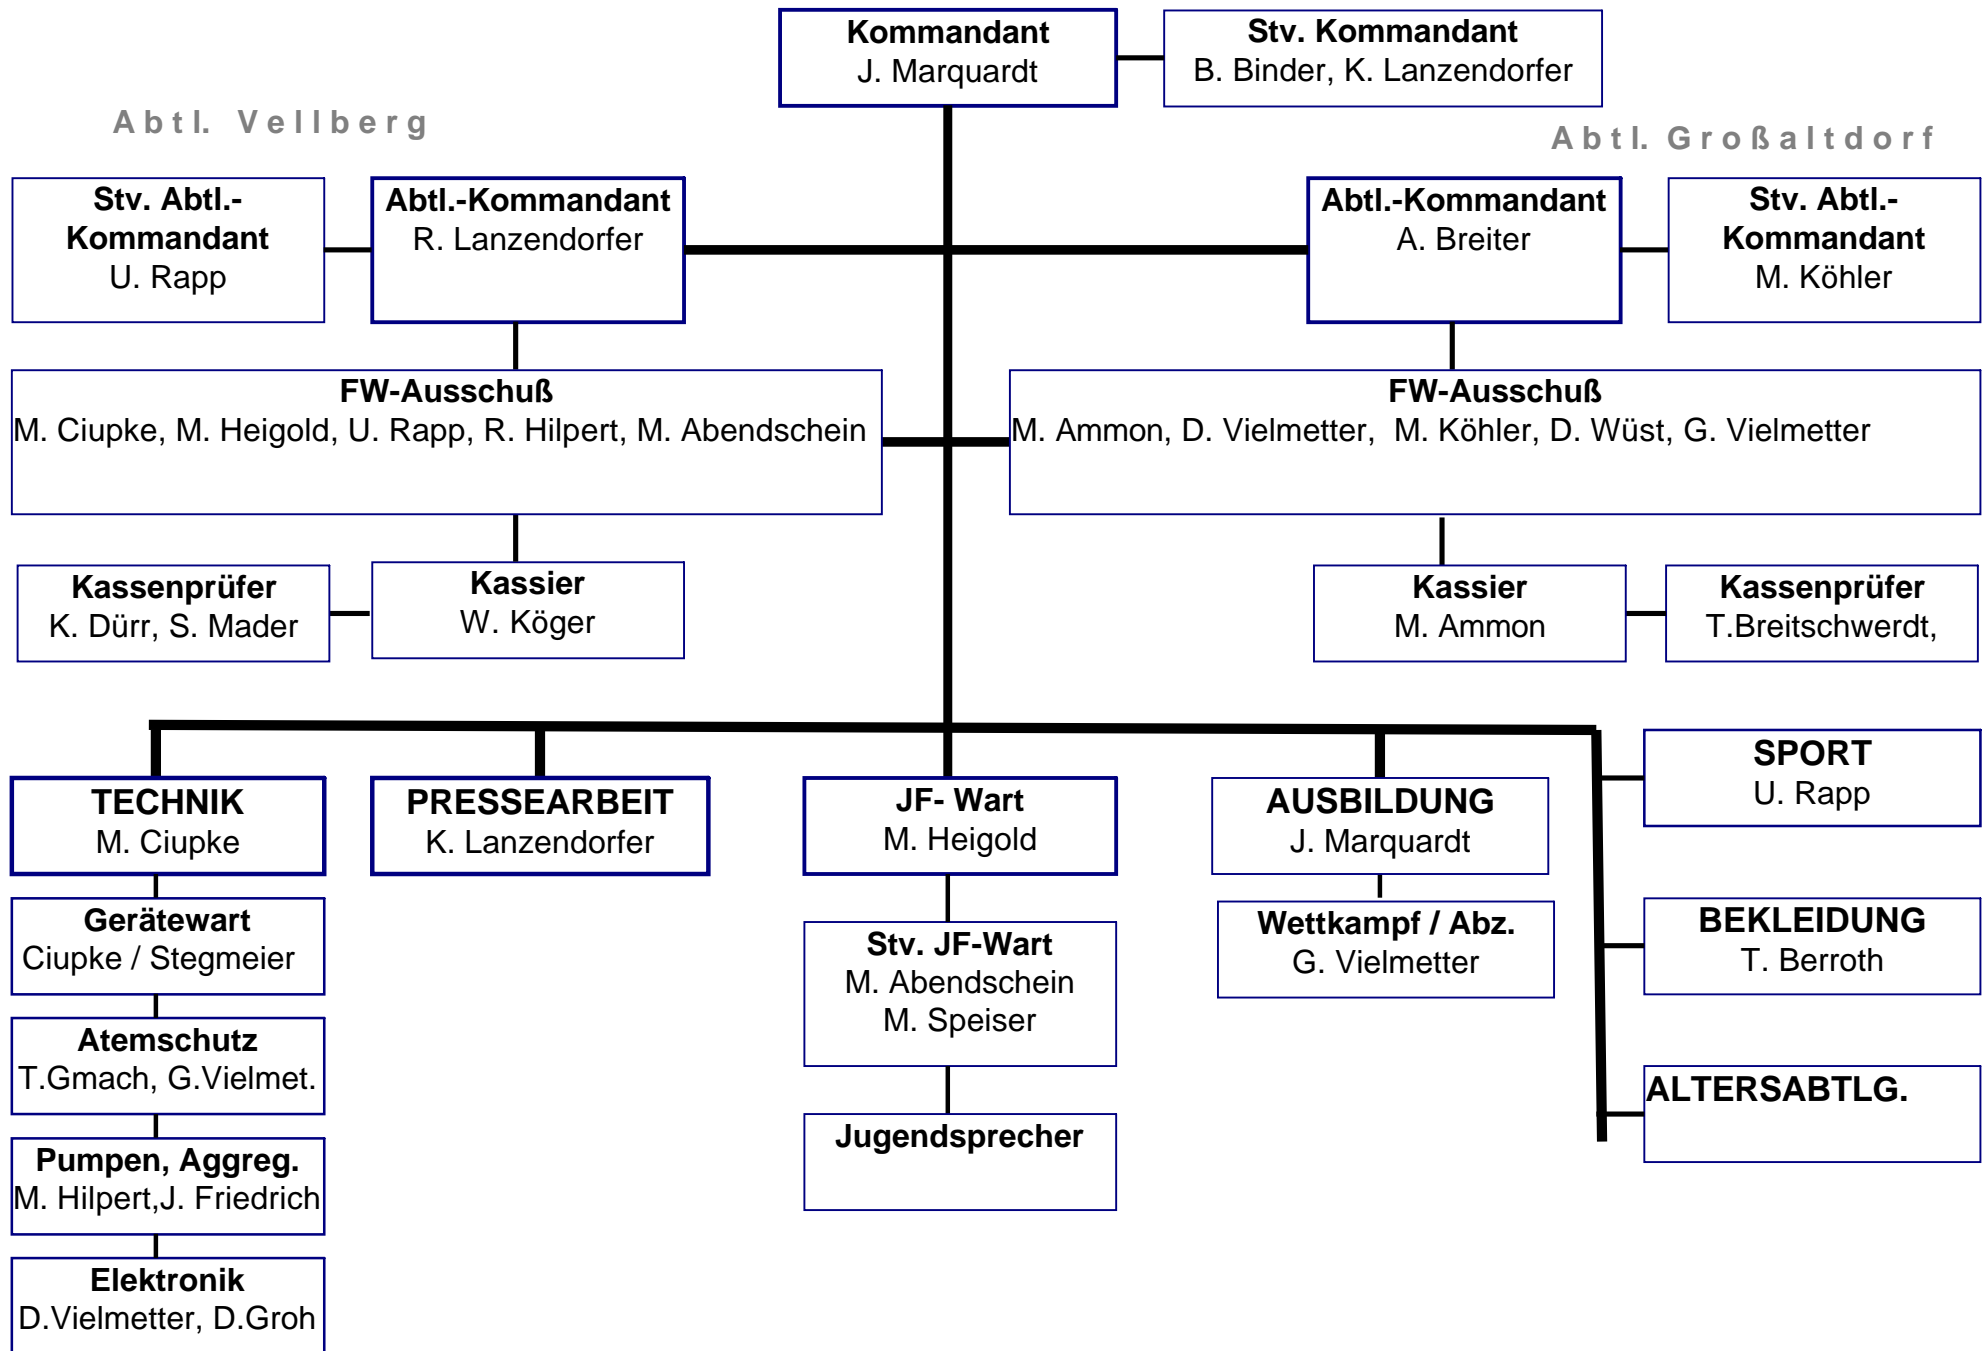 Kommandant
J. Marquardt
Stv. Kommandant
B. Binder, K. Lanzendorfer
Abtl. Vellberg
Abtl. Großaltdorf
Stv. Abtl.-
Kommandant
U. Rapp
Abtl.-Kommandant
R. Lanzendorfer
Abtl.-Kommandant
A. Breiter
Stv. Abtl.-
Kommandant
M. Köhler
FW-Ausschuß
M. Ciupke, M. Heigold, U. Rapp, R. Hilpert, M. Abendschein
FW-Ausschuß
M. Ammon, D. Vielmetter, M. Köhler, D. Wüst, G. Vielmetter
Kassenprüfer
K. Dürr, S. Mader
Kassier
W. Köger
Kassier
M. Ammon
Kassenprüfer
T.Breitschwerdt,
TECHNIK
M. Ciupke
PRESSEARBEIT
K. Lanzendorfer
JF- Wart
M. Heigold
AUSBILDUNG
J. Marquardt
SPORT
U. Rapp
Gerätewart
Ciupke / Stegmeier
Stv. JF-Wart
M. Abendschein
M. Speiser
Wettkampf / Abz.
G. Vielmetter
BEKLEIDUNG
T. Berroth
Atemschutz
T.Gmach, G.Vielmet.
Jugendsprecher
ALTERSABTLG.
Pumpen, Aggreg.
M. Hilpert,J. Friedrich
Elektronik
D.Vielmetter, D.Groh